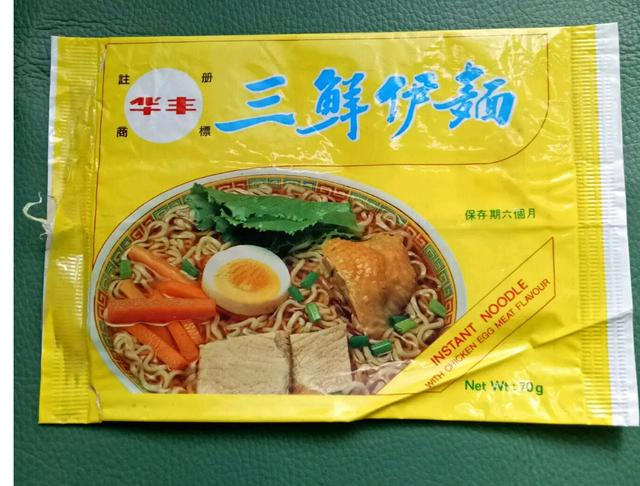 註册
华丰
商標
三鮮伊麵
保存期六個月
INSTANT NOODLE
WITH CHICKEN EGG MEAT FLAVOUR
Net Wt:70g